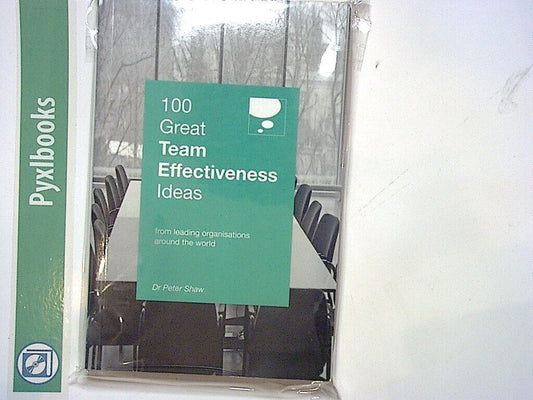 Pyxlbooks
100
Great
Team
Effectiveness
Ideas
from leading organisations
around the world
Dr Peter Shaw